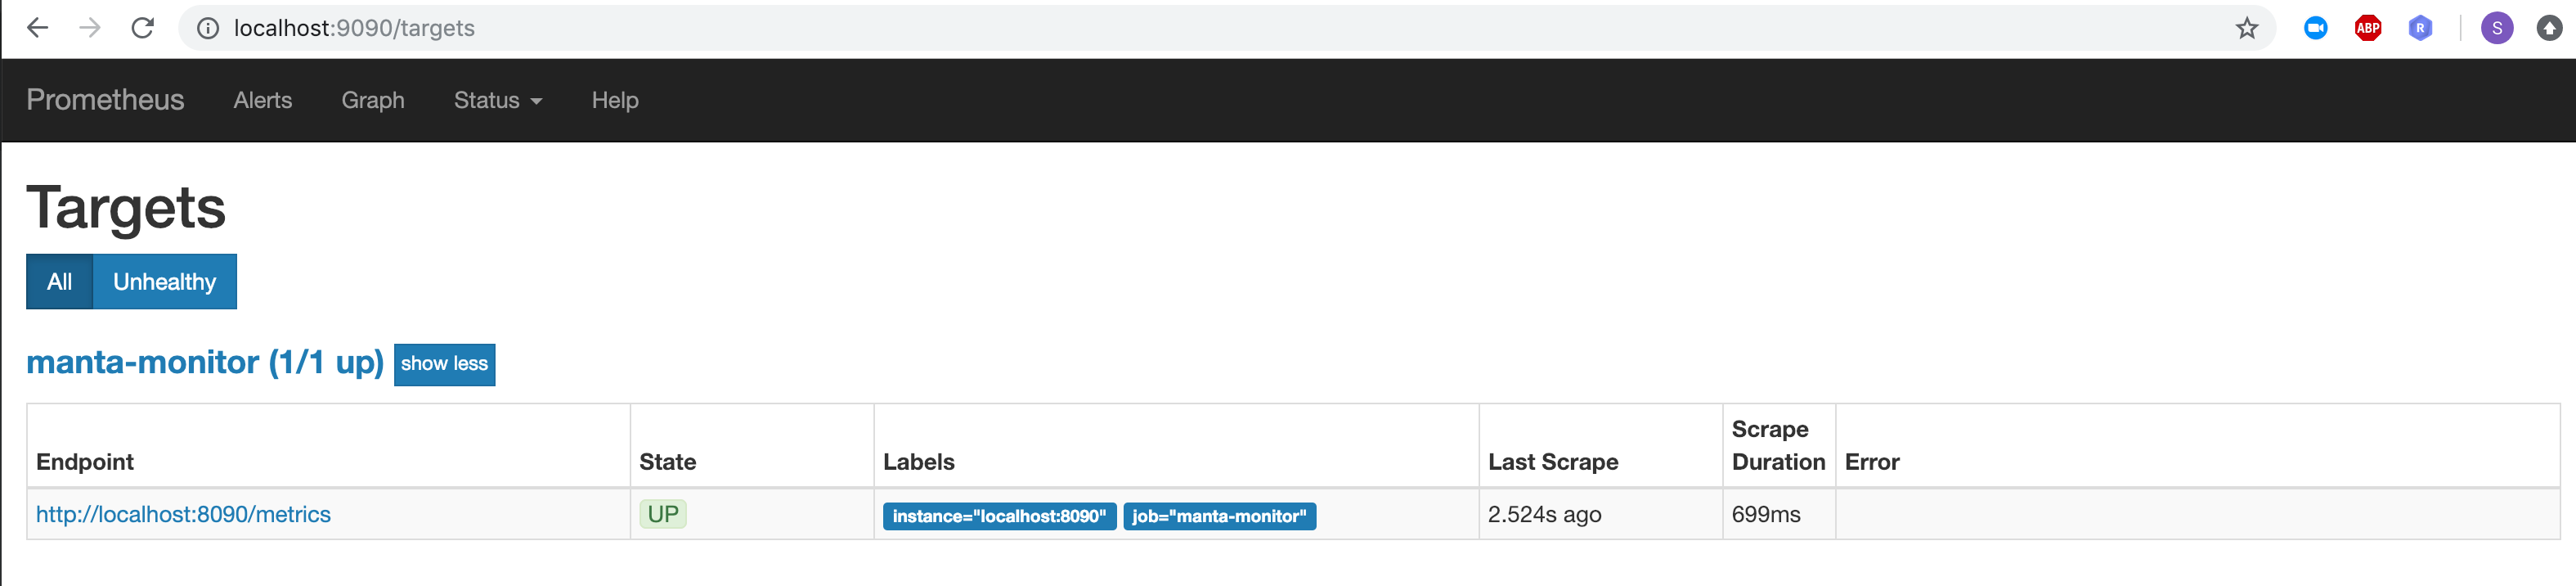 localhost:9090/targets
ABP
R
S
Prometheus Alerts Graph Status Help
Targets
All Unhealthy
manta-monitor (1/1 up) show less
Endpoint State Labels Last Scrape Scrape Duration Error
http://localhost:8090/metrics UP instance="localhost:8090" job="manta-monitor" 2.524s ago 699ms